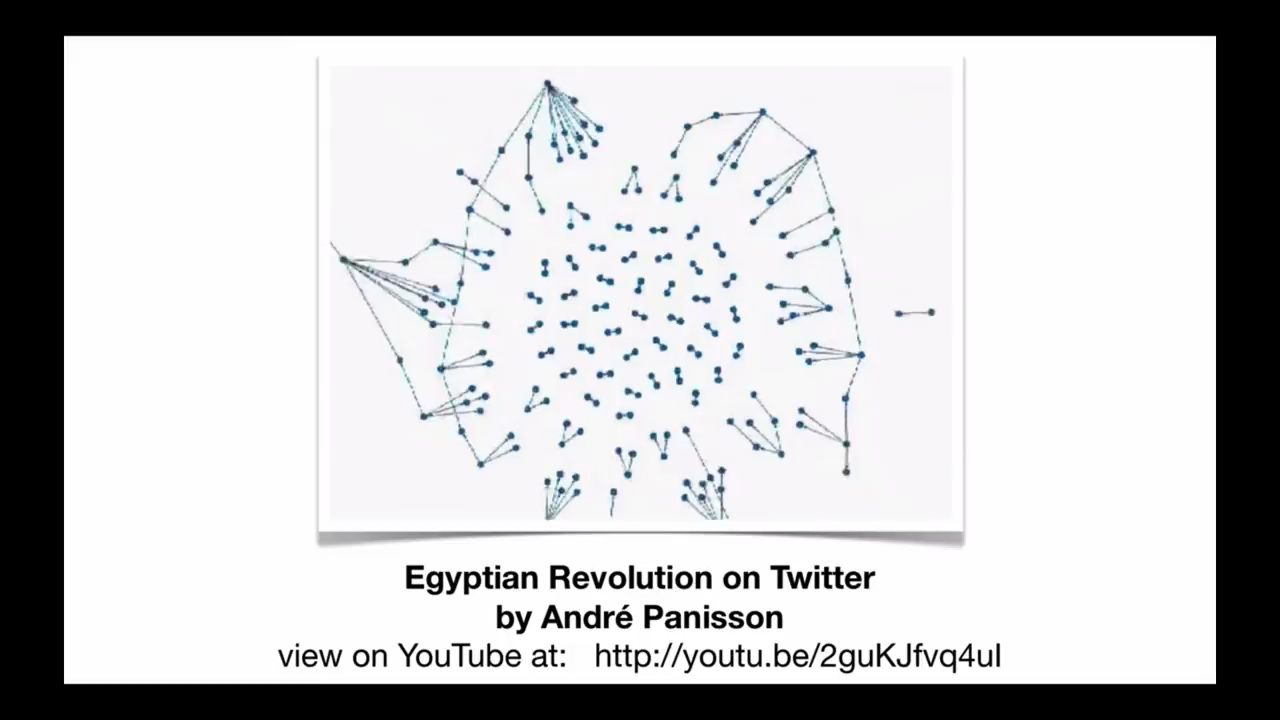 Egyptian Revolution on Twitter
by André Panisson
view on YouTube at: http://youtu.be/2guKJfvq4uI